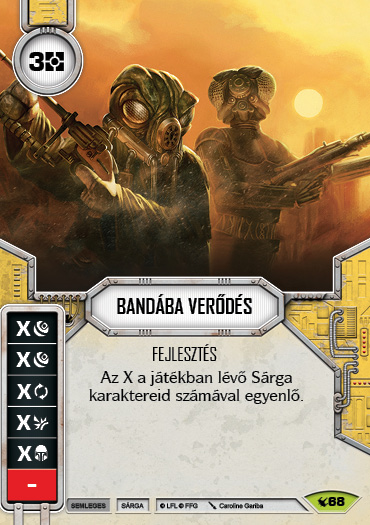 3
BANDÁBA VERŐDÉS
FEJLESZTÉS
Az X a játékban lévő Sárga
karaktereid számával egyenlő.
X
X
X
X
X
-
SEMLEGES SÁRGA © LFL © FFG Caroline Gariba 88